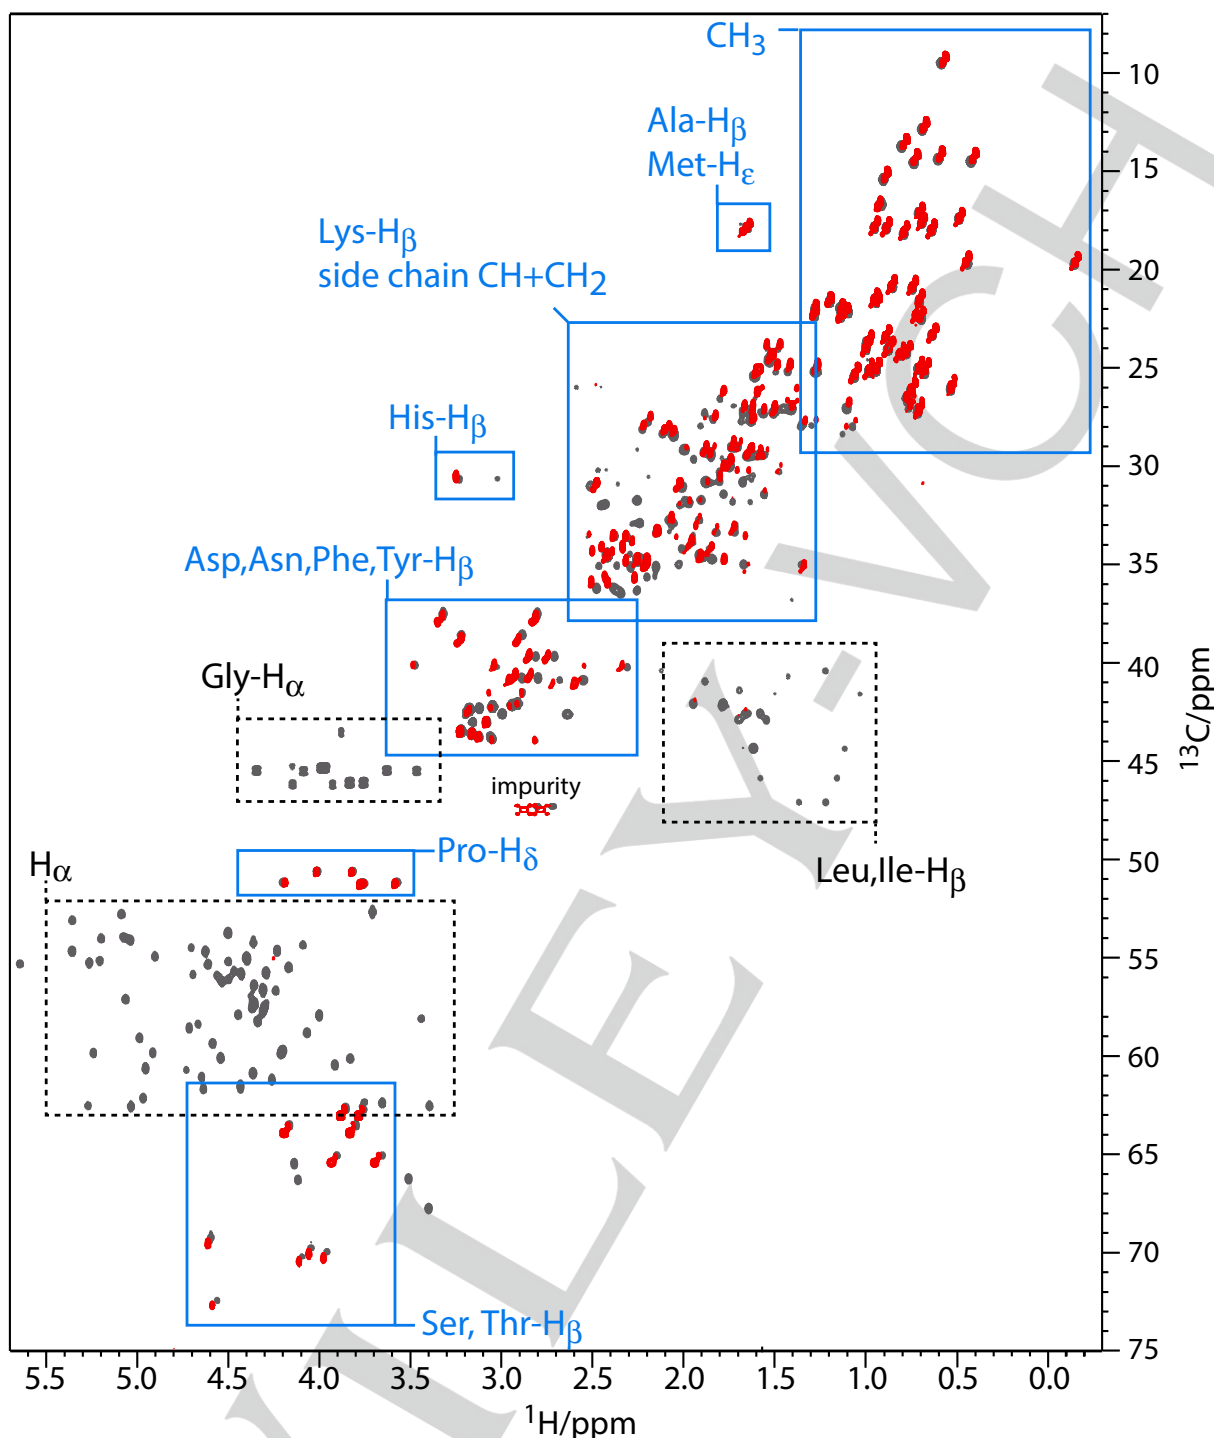 CH3
Ala-Hβ
Met-Hε
Lys-Hβ
side chain CH+CH2
His-Hβ
Asp,Asn,Phe,Tyr-Hβ
Gly-Hα
impurity
Pro-Hδ
Hα
Leu,Ile-Hβ
Ser, Thr-Hβ
10
15
20
25
30
35
40
45
50
55
60
65
70
75
13C/ppm
5.5 5.0 4.5 4.0 3.5 3.0 2.5 2.0 1.5 1.0 0.5 0.0
1H/ppm
WILEY-VCH